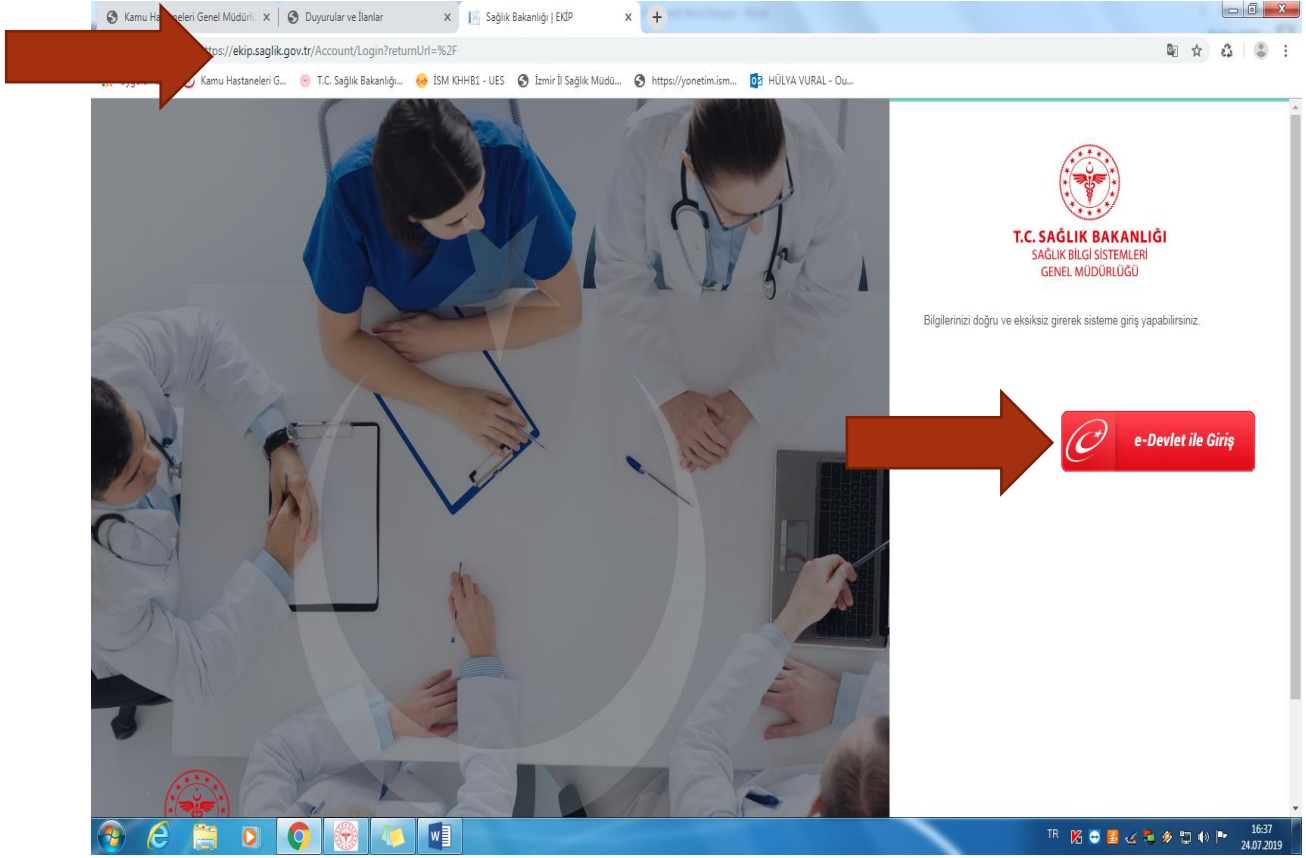 Kamu Hastaneleri Genel Müdürlü
Duyurular ve İlanlar
Sağlık Bakanlığı | EKİP
https://ekip.saglik.gov.tr/Account/Login?returnUrl=%2F
Kamu Hastaneleri G...
T.C. Sağlık Bakanlığı...
İSM KHHB1 - UES
İzmir İl Sağlık Müdü...
https://yonetim.ism...
HÜLYA VURAL - Ou...
T.C. SAĞLIK BAKANLIĞI
SAĞLIK BİLGİ SİSTEMLERİ
GENEL MÜDÜRLÜĞÜ
Bilgilerinizi doğru ve eksiksiz girerek sisteme giriş yapabilirsiniz.
e-Devlet ile Giriş
TR
16:37
24.07.2019